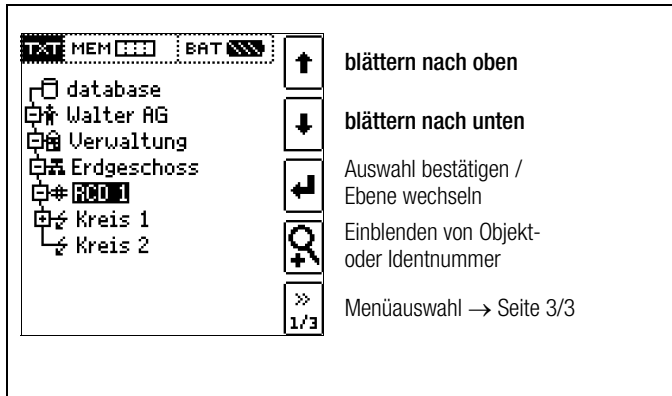 TXT MEM BAT
database
Walter AG
Verwaltung
Erdgeschoss
RCD 1
Kreis 1
Kreis 2
1/3
blättern nach oben
blättern nach unten
Auswahl bestätigen /
Ebene wechseln
Einblenden von Objekt-
oder Identnummer
Menüauswahl → Seite 3/3